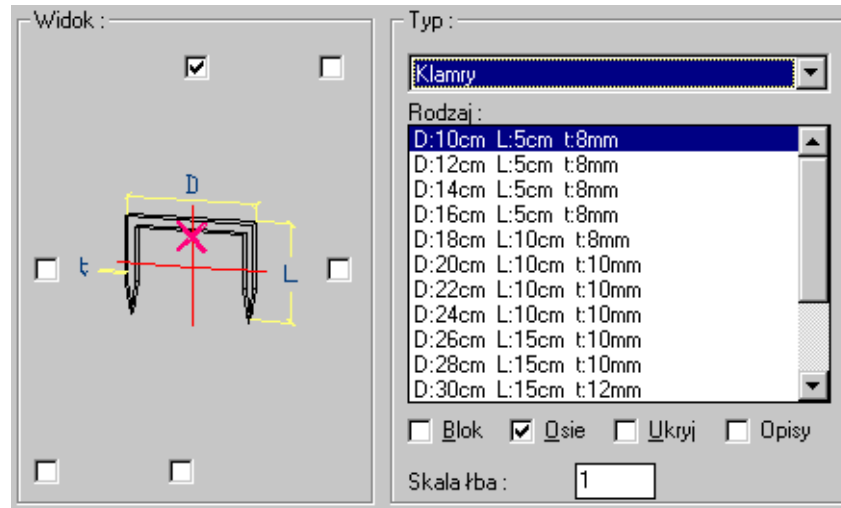 Widok :
D
t
L
Typ :
Klamry
Rodzaj :
D:10cm L:5cm t:8mm
D:12cm L:5cm t:8mm
D:14cm L:5cm t:8mm
D:16cm L:5cm t:8mm
D:18cm L:10cm t:8mm
D:20cm L:10cm t:10mm
D:22cm L:10cm t:10mm
D:24cm L:10cm t:10mm
D:26cm L:15cm t:10mm
D:28cm L:15cm t:10mm
D:30cm L:15cm t:12mm
Blok Osie Ukryj Opisy
Skala łba : 1